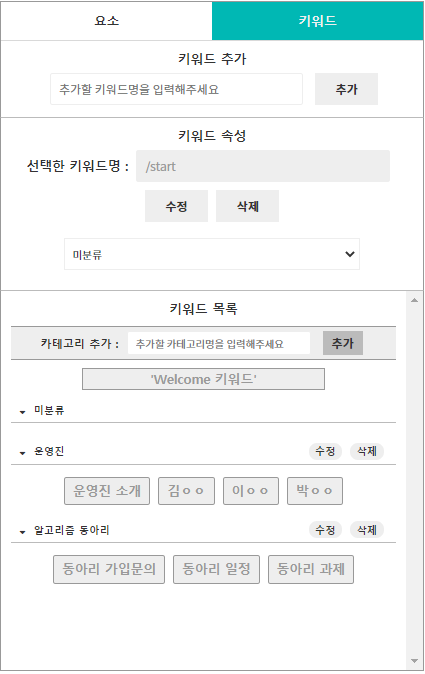 요소 키워드
키워드 추가
추가할 키워드명을 입력해주세요 추가
키워드 속성
선택한 키워드명 : /start
수정 삭제
미분류
키워드 목록
카테고리 추가 : 추가할 카테고리명을 입력해주세요 추가
'Welcome 키워드'
미분류
운영진 수정 삭제
운영진 소개 김ㅇㅇ 이ㅇㅇ 박ㅇㅇ
알고리즘 동아리 수정 삭제
동아리 가입문의 동아리 일정 동아리 과제